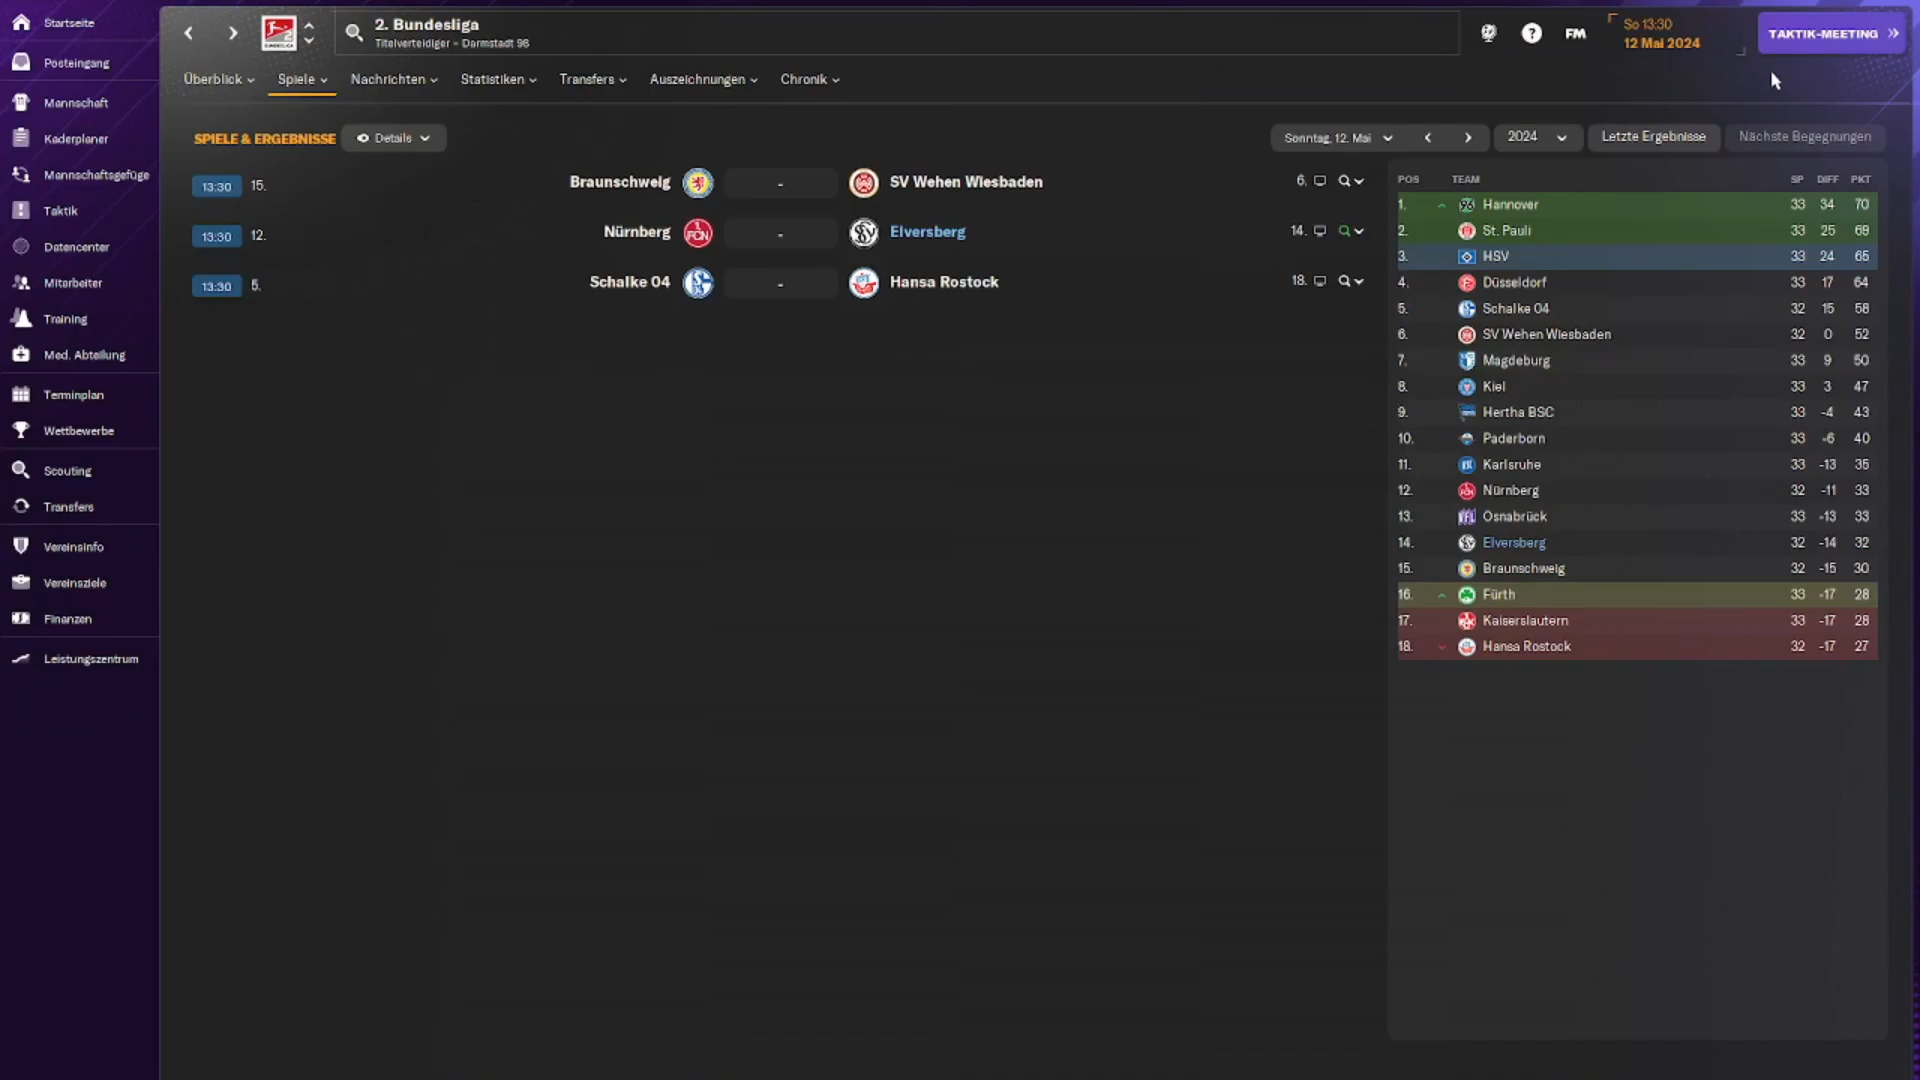 Startseite
Posteingang
Mannschaft
Kaderplaner
Mannschaftsgefüge
Taktik
Datencenter
Mitarbeiter
Training
Med. Abteilung
Terminplan
Wettbewerbe
Scouting
Transfers
Vereinsinfo
Vereinsziele
Finanzen
Leistungszentrum
2. Bundesliga
Titelverteidiger - Darmstadt 98
FM
So 13:30
12 Mai 2024
TAKTIK-MEETING
Überblick
Spiele
Nachrichten
Statistiken
Transfers
Auszeichnungen
Chronik
SPIELE & ERGEBNISSE
Details
Sonntag, 12. Mai
2024
Letzte Ergebnisse
Nächste Begegnungen
13:30 15. Braunschweig - SV Wehen Wiesbaden 6.
13:30 12. Nürnberg - Elversberg 14.
13:30 5. Schalke 04 - Hansa Rostock 18.
POS TEAM SP DIFF PKT
1. Hannover 33 34 70
2. St. Pauli 33 25 69
3. HSV 33 24 65
4. Düsseldorf 33 17 64
5. Schalke 04 32 15 58
6. SV Wehen Wiesbaden 32 0 52
7. Magdeburg 33 9 50
8. Kiel 33 3 47
9. Hertha BSC 33 -4 43
10. Paderborn 33 -6 40
11. Karlsruhe 33 -13 35
12. Nürnberg 32 -11 33
13. Osnabrück 33 -13 33
14. Elversberg 32 -14 32
15. Braunschweig 32 -15 30
16. Fürth 33 -17 28
17. Kaiserslautern 33 -17 28
18. Hansa Rostock 32 -17 27